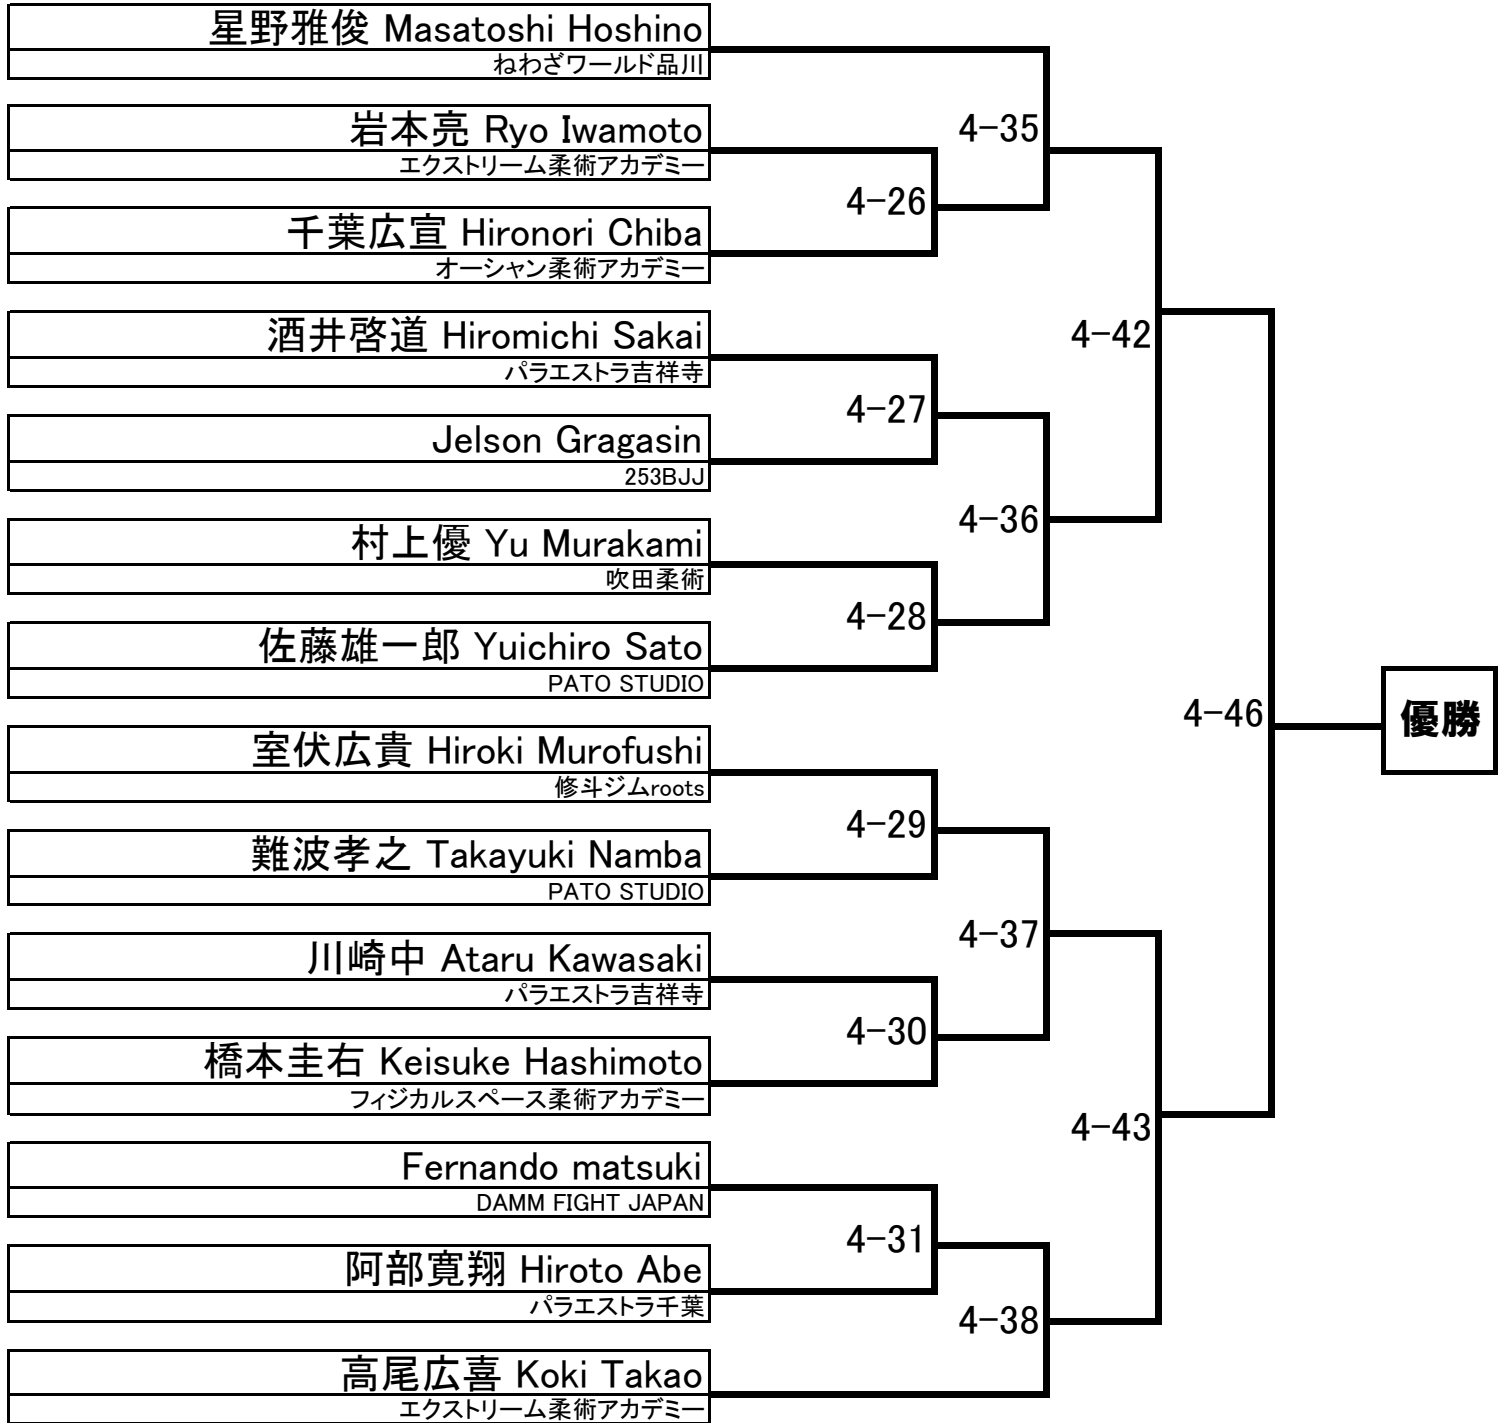 星野雅俊 Masatoshi Hoshino
ねわざワールド品川
岩本亮 Ryo Iwamoto
エクストリーム柔術アカデミー
4-35
4-26
千葉広宣 Hironori Chiba
オーシャン柔術アカデミー
酒井啓道 Hiromichi Sakai
パラエストラ吉祥寺
4-42
4-27
Jelson Gragasin
253BJJ
4-36
村上優 Yu Murakami
吹田柔術
4-28
佐藤雄一郎 Yuichiro Sato
PATO STUDIO
4-46
優勝
室伏広貴 Hiroki Murofushi
修斗ジムroots
4-29
難波孝之 Takayuki Namba
PATO STUDIO
4-37
川崎中 Ataru Kawasaki
パラエストラ吉祥寺
4-30
橋本圭右 Keisuke Hashimoto
フィジカルスペース柔術アカデミー
4-43
Fernando matsuki
DAMM FIGHT JAPAN
4-31
阿部寛翔 Hiroto Abe
パラエストラ千葉
4-38
高尾広喜 Koki Takao
エクストリーム柔術アカデミー